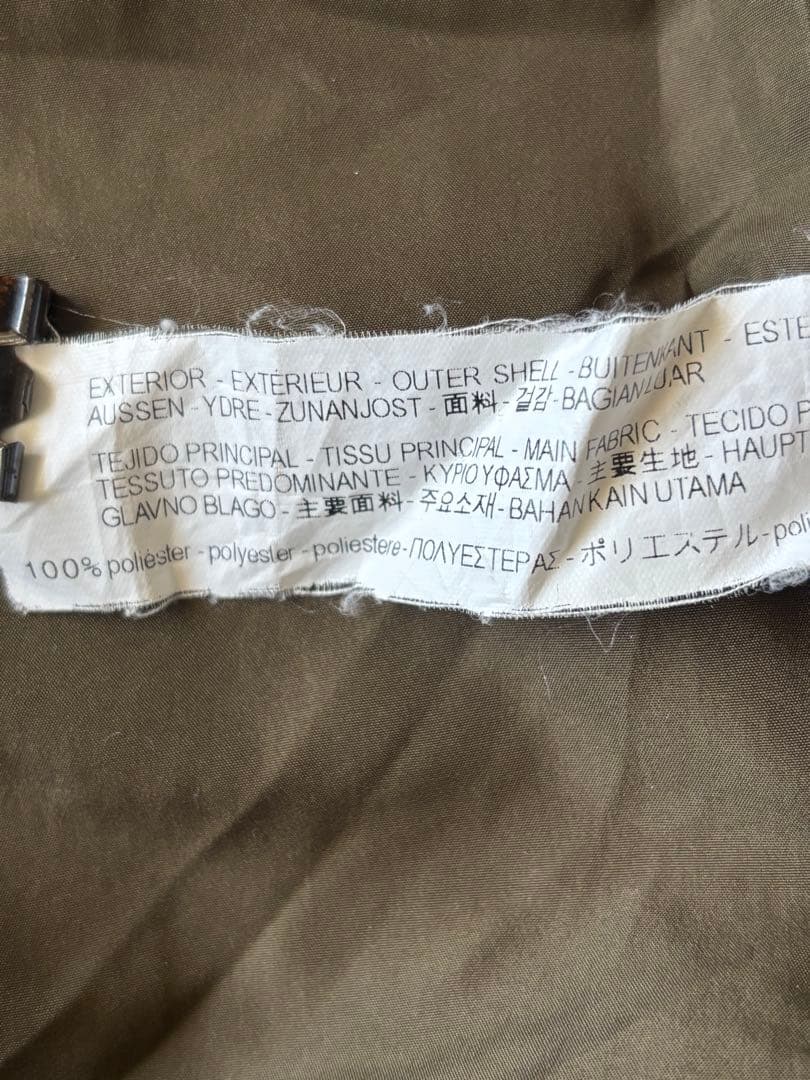 EXTERIOR - EXTÉRIEUR - OUTER SHELL - BUITENKANT - ESTE
AUSSEN - YDRE - ZUNANJOST - 面料 - 겉감 - BAGIANLUAR
TEJIDO PRINCIPAL - TISSU PRINCIPAL - MAIN FABRIC - TECIDO P
TESSUTO PREDOMINANTE - ΚΥΡΙΟ ΥΦΑΣΜΑ - 主要生地 - HAUPT
GLAVNO BLAGO - 主要面料 - 주요소재 - BAHAN KAIN UTAMA
100% poliéster - polyester - poliestere - ΠΟΛΥΕΣΤΕΡΑΣ - ポリエステル - poli